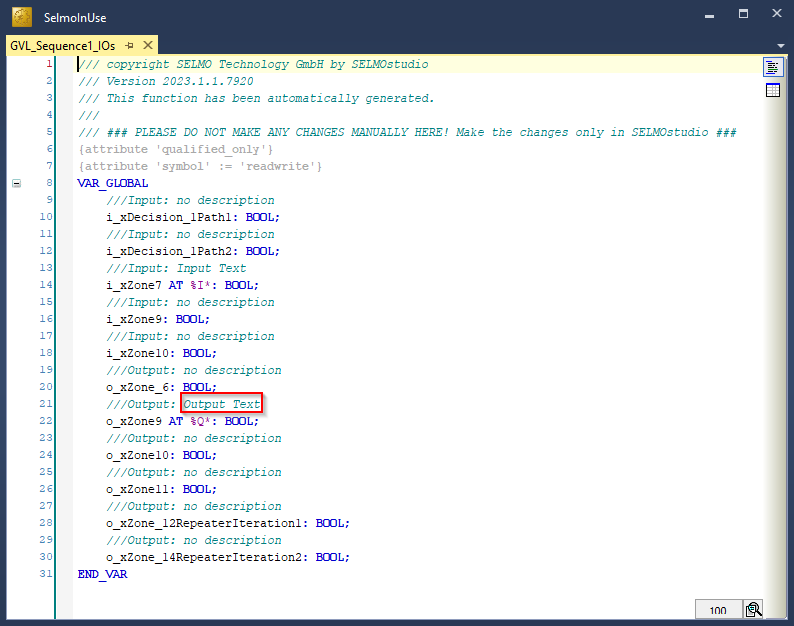 SelmoInUse
GVL_Sequence1_IOs
1 /// copyright SELMO Technology GmbH by SELMOstudio
2 /// Version 2023.1.1.7920
3 /// This function has been automatically generated.
4 ///
5 /// ### PLEASE DO NOT MAKE ANY CHANGES MANUALLY HERE! Make the changes only in SELMOstudio ###
6 {attribute 'qualified_only'}
7 {attribute 'symbol' := 'readwrite'}
8 VAR_GLOBAL
9 ///Input: no description
10 i_xDecision_1Path1: BOOL;
11 ///Input: no description
12 i_xDecision_1Path2: BOOL;
13 ///Input: Input Text
14 i_xZone7 AT %I*: BOOL;
15 ///Input: no description
16 i_xZone9: BOOL;
17 ///Input: no description
18 i_xZone10: BOOL;
19 ///Output: no description
20 o_xZone_6: BOOL;
21 ///Output: Output Text
22 o_xZone9 AT %Q*: BOOL;
23 ///Output: no description
24 o_xZone10: BOOL;
25 ///Output: no description
26 o_xZone11: BOOL;
27 ///Output: no description
28 o_xZone_12RepeaterIteration1: BOOL;
29 ///Output: no description
30 o_xZone_14RepeaterIteration2: BOOL;
31 END_VAR
100